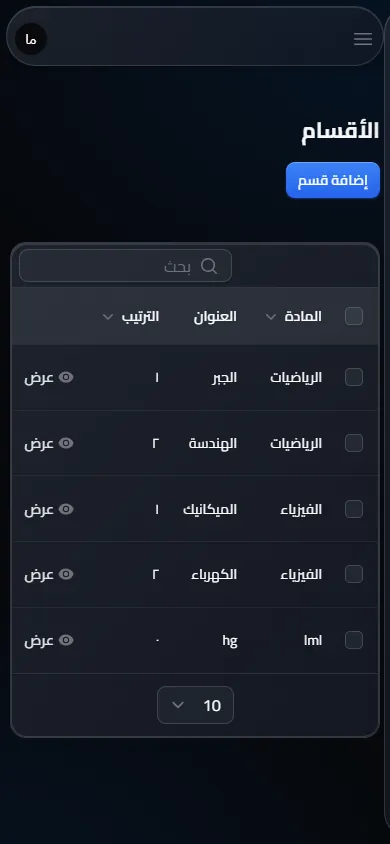 ما
الأقسام
إضافة قسم
بحث
المادة العنوان الترتيب
الرياضيات الجبر ١ عرض
الرياضيات الهندسة ٢ عرض
الفيزياء الميكانيك ١ عرض
الفيزياء الكهرباء ٢ عرض
lml hg ٠ عرض
10